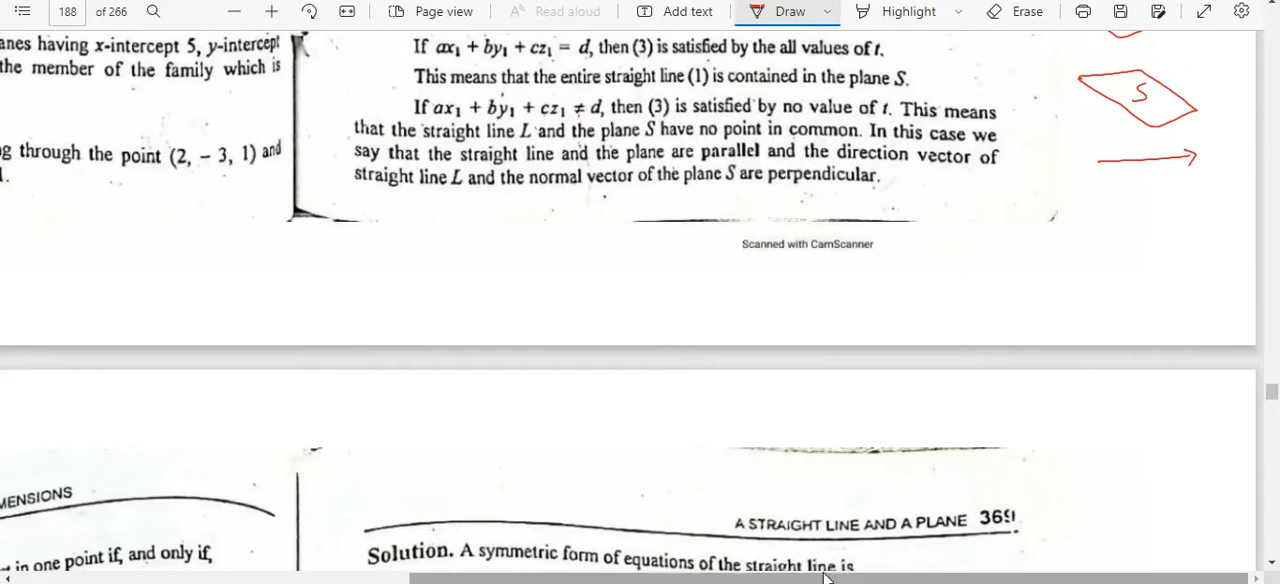 188 of 266
Page view
Read aloud
Add text
Draw
Highlight
Erase
anes having x-intercept 5, y-intercept
the member of the family which is
g through the point (2, − 3, 1) and
1.
If ax₁ + by₁ + cz₁ = d, then (3) is satisfied by the all values of t.
This means that the entire straight line (1) is contained in the plane S.
If ax₁ + by₁ + cz₁ ≠ d, then (3) is satisfied by no value of t. This means
that the straight line L and the plane S have no point in common. In this case we
say that the straight line and the plane are parallel and the direction vector of
straight line L and the normal vector of the plane S are perpendicular.
S
Scanned with CamScanner
MENSIONS
t in one point if, and only if,
A STRAIGHT LINE AND A PLANE 369
Solution. A symmetric form of equations of the straight line is